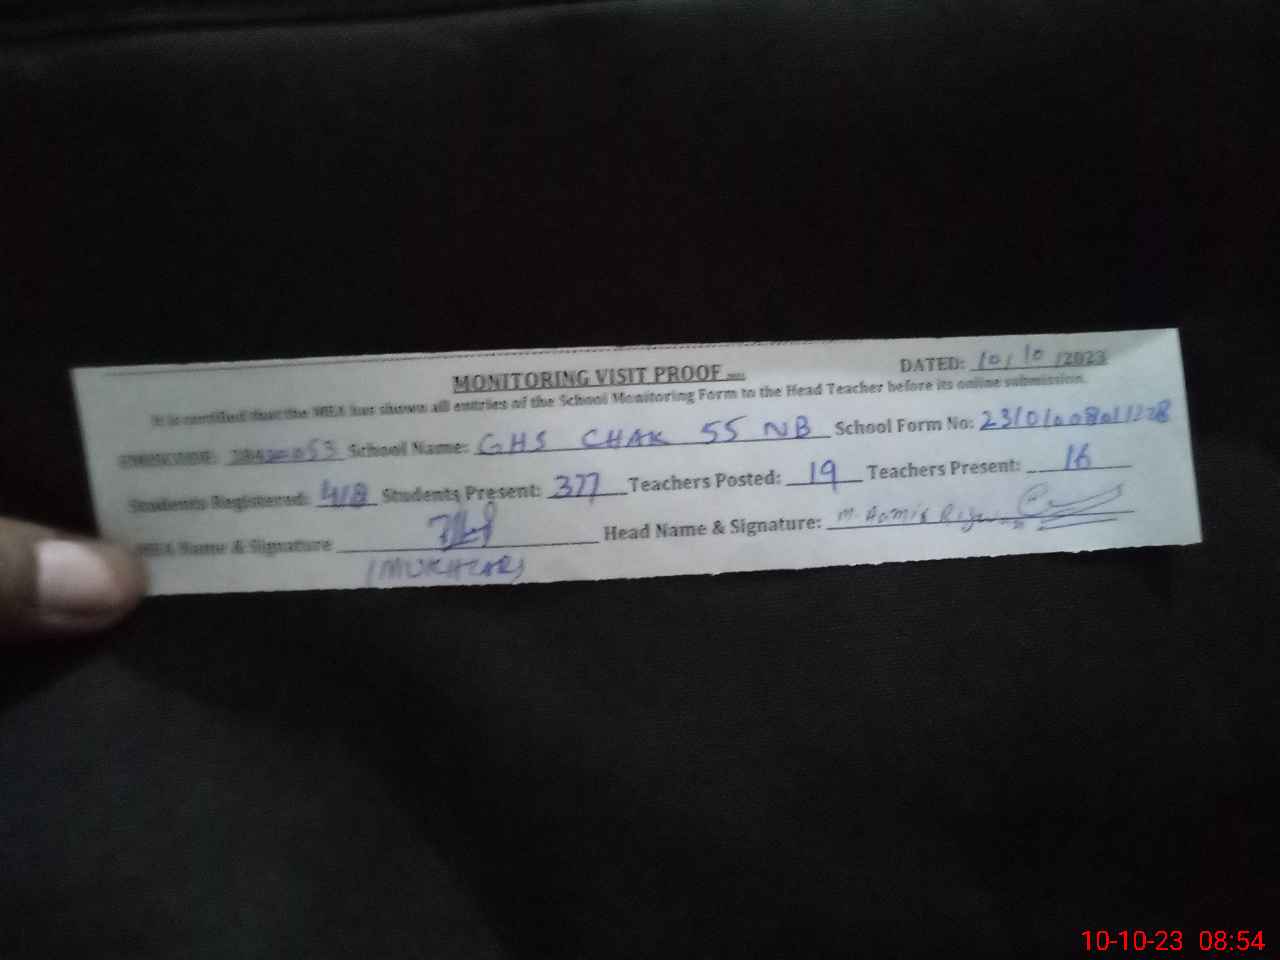 MONITORING VISIT PROOF
DATED: 10/10/2023
It is certified that the MEA has shown all entries of the School Monitoring Form to the Head Teacher before its online submission.
School Name: GHS CHAK 55 NB School Form No:
Students Registered: 418 Students Present: 377 Teachers Posted: 19 Teachers Present: 16
MEA Name & Signature Head Name & Signature:
(MUKHTAR)
10-10-23 08:54